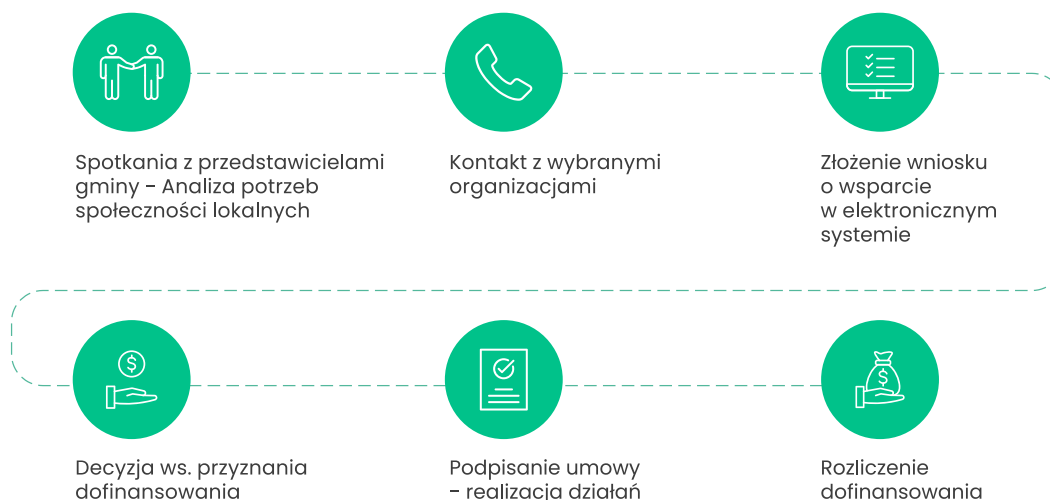 Spotkania z przedstawicielami
gminy – Analiza potrzeb
społeczności lokalnych
Kontakt z wybranymi
organizacjami
Złożenie wniosku
o wsparcie
w elektronicznym
systemie
Decyzja ws. przyznania
dofinansowania
Podpisanie umowy
– realizacja działań
Rozliczenie
dofinansowania